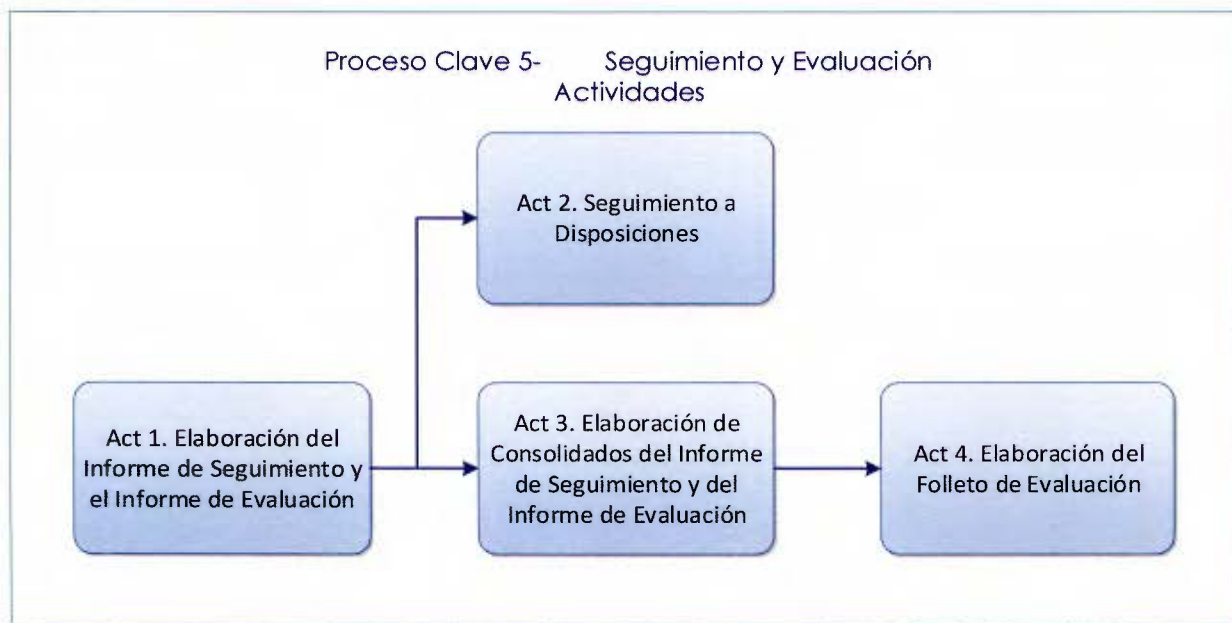 Proceso Clave 5- Seguimiento y Evaluación
Actividades
Act 2. Seguimiento a
Disposiciones
Act 1. Elaboración del
Informe de Seguimiento y
el Informe de Evaluación
Act 3. Elaboración de
Consolidados del Informe
de Seguimiento y del
Informe de Evaluación
Act 4. Elaboración del
Folleto de Evaluación